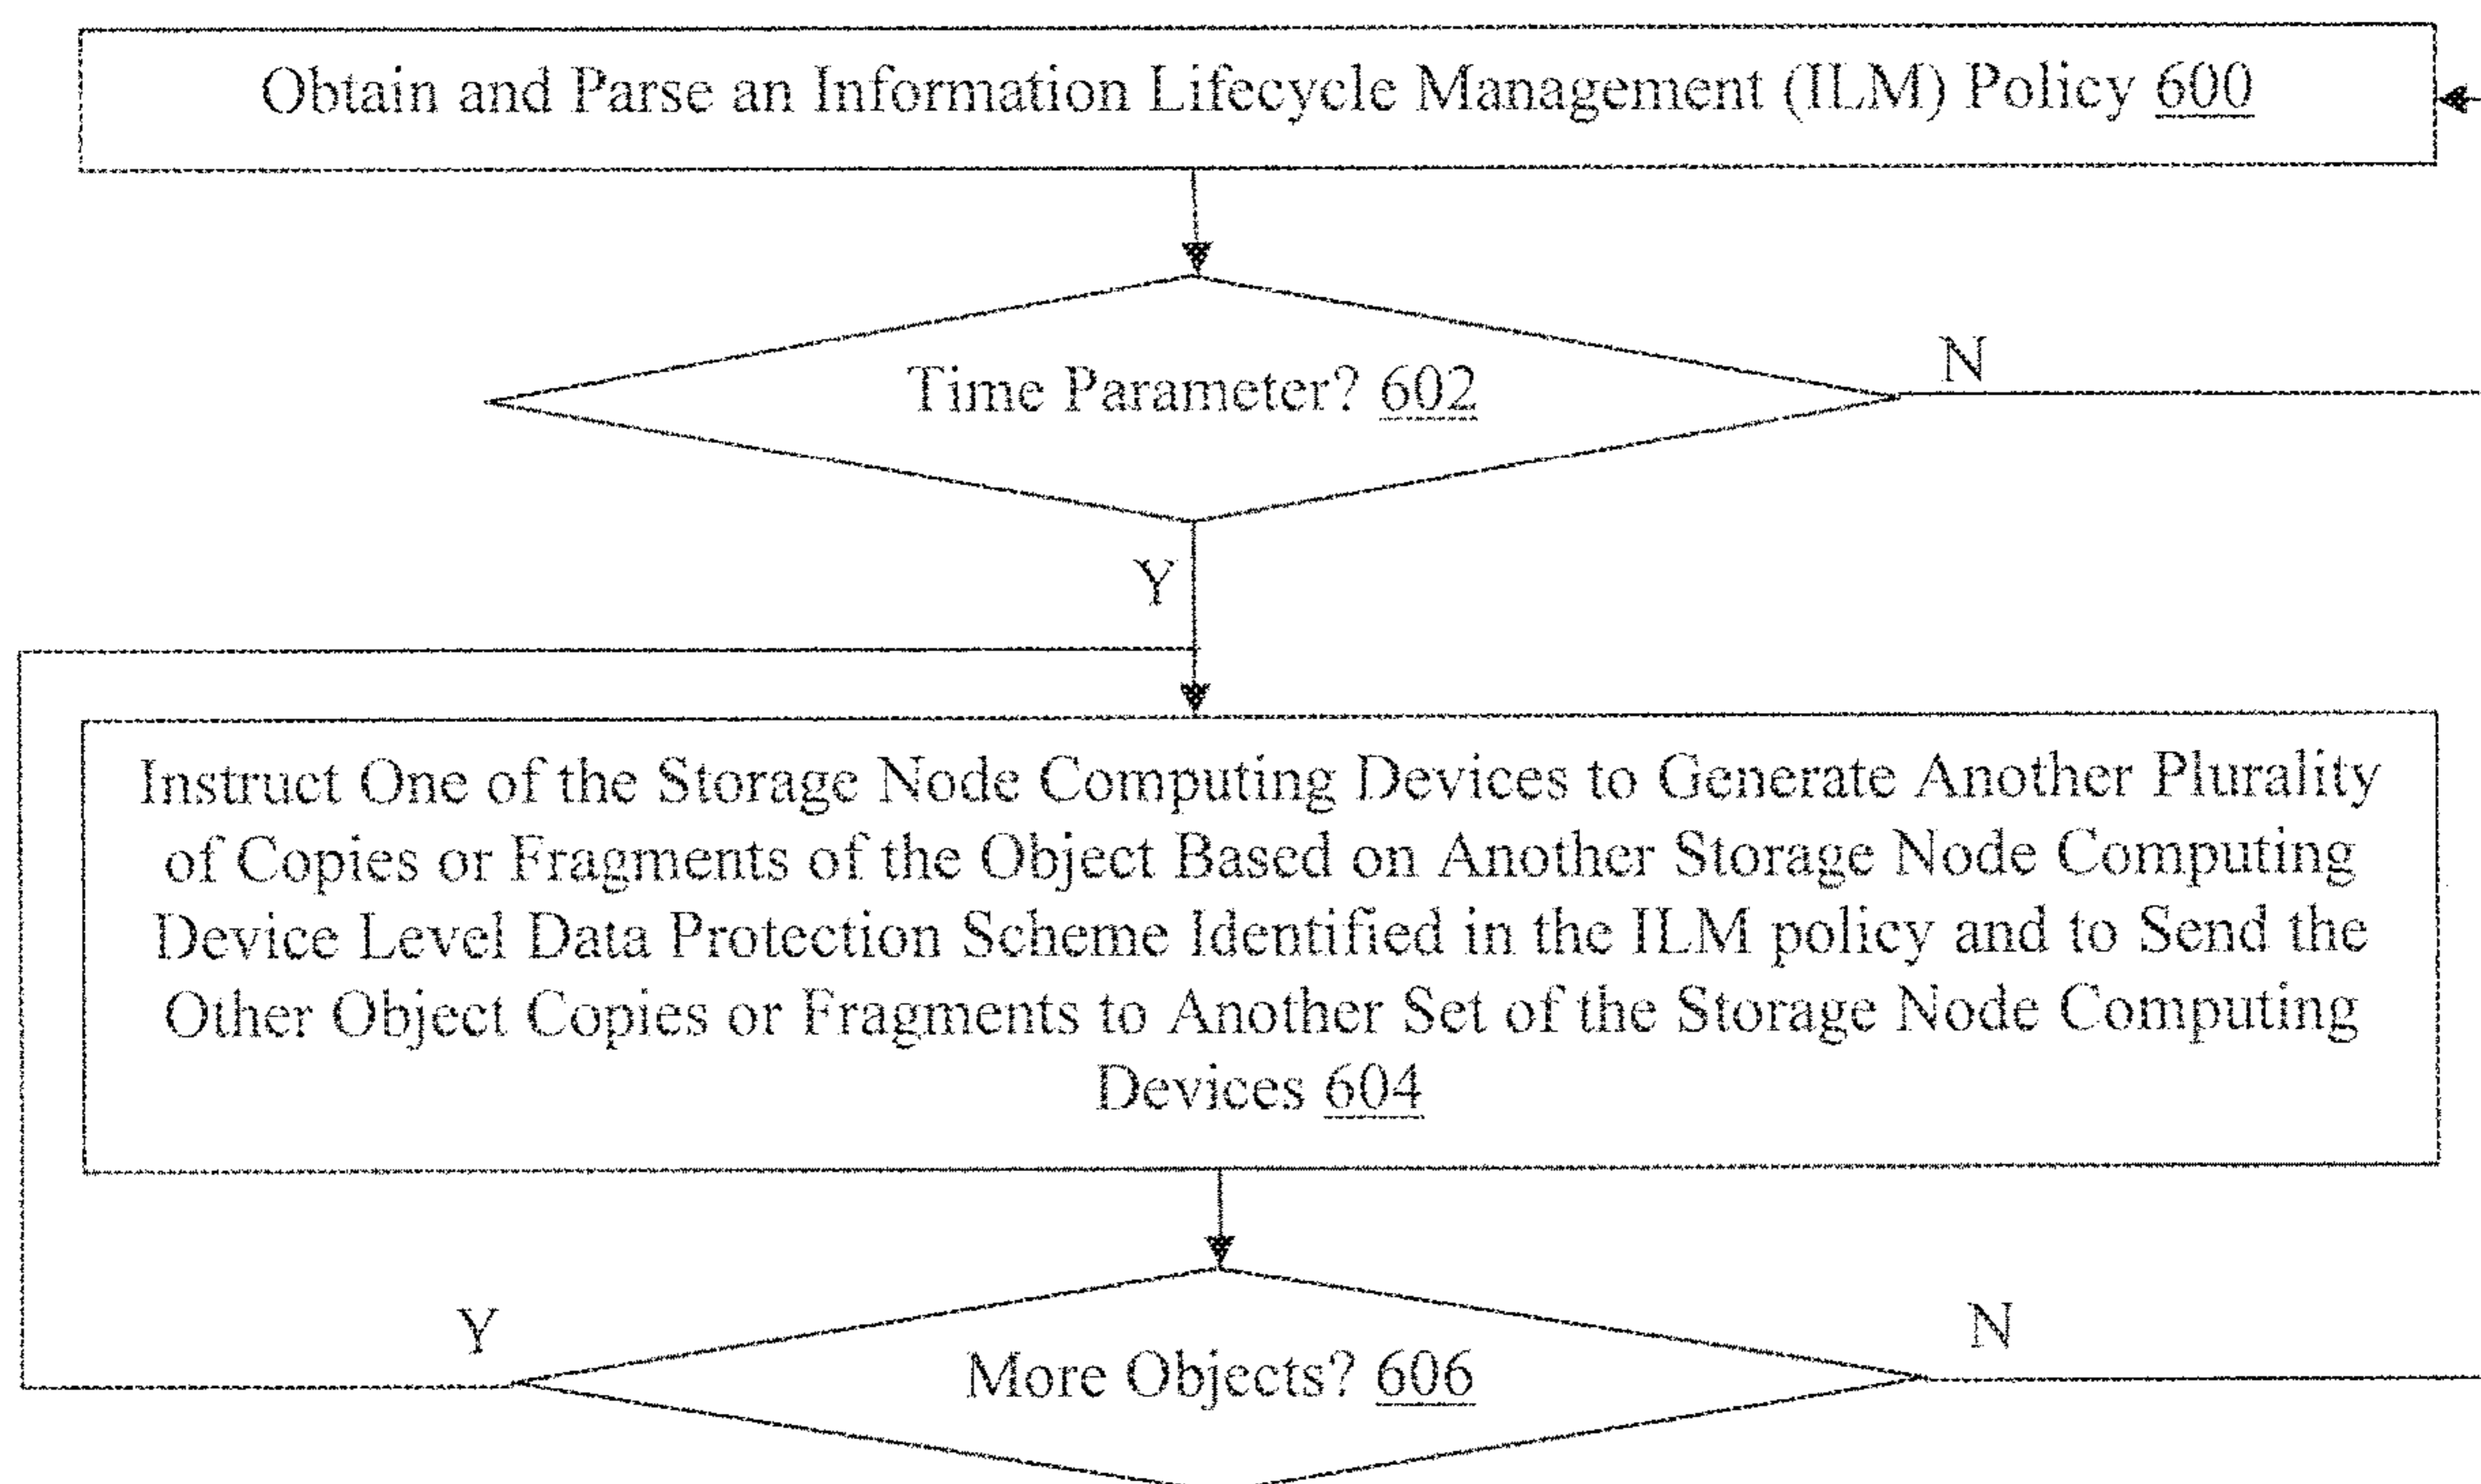 Obtain and Parse an Information Lifecycle Management (ILM) Policy 600
Time Parameter? 602
N
Y
Instruct One of the Storage Node Computing Devices to Generate Another Plurality
of Copies or Fragments of the Object Based on Another Storage Node Computing
Device Level Data Protection Scheme Identified in the ILM policy and to Send the
Other Object Copies or Fragments to Another Set of the Storage Node Computing
Devices 604
Y
N
More Objects? 606